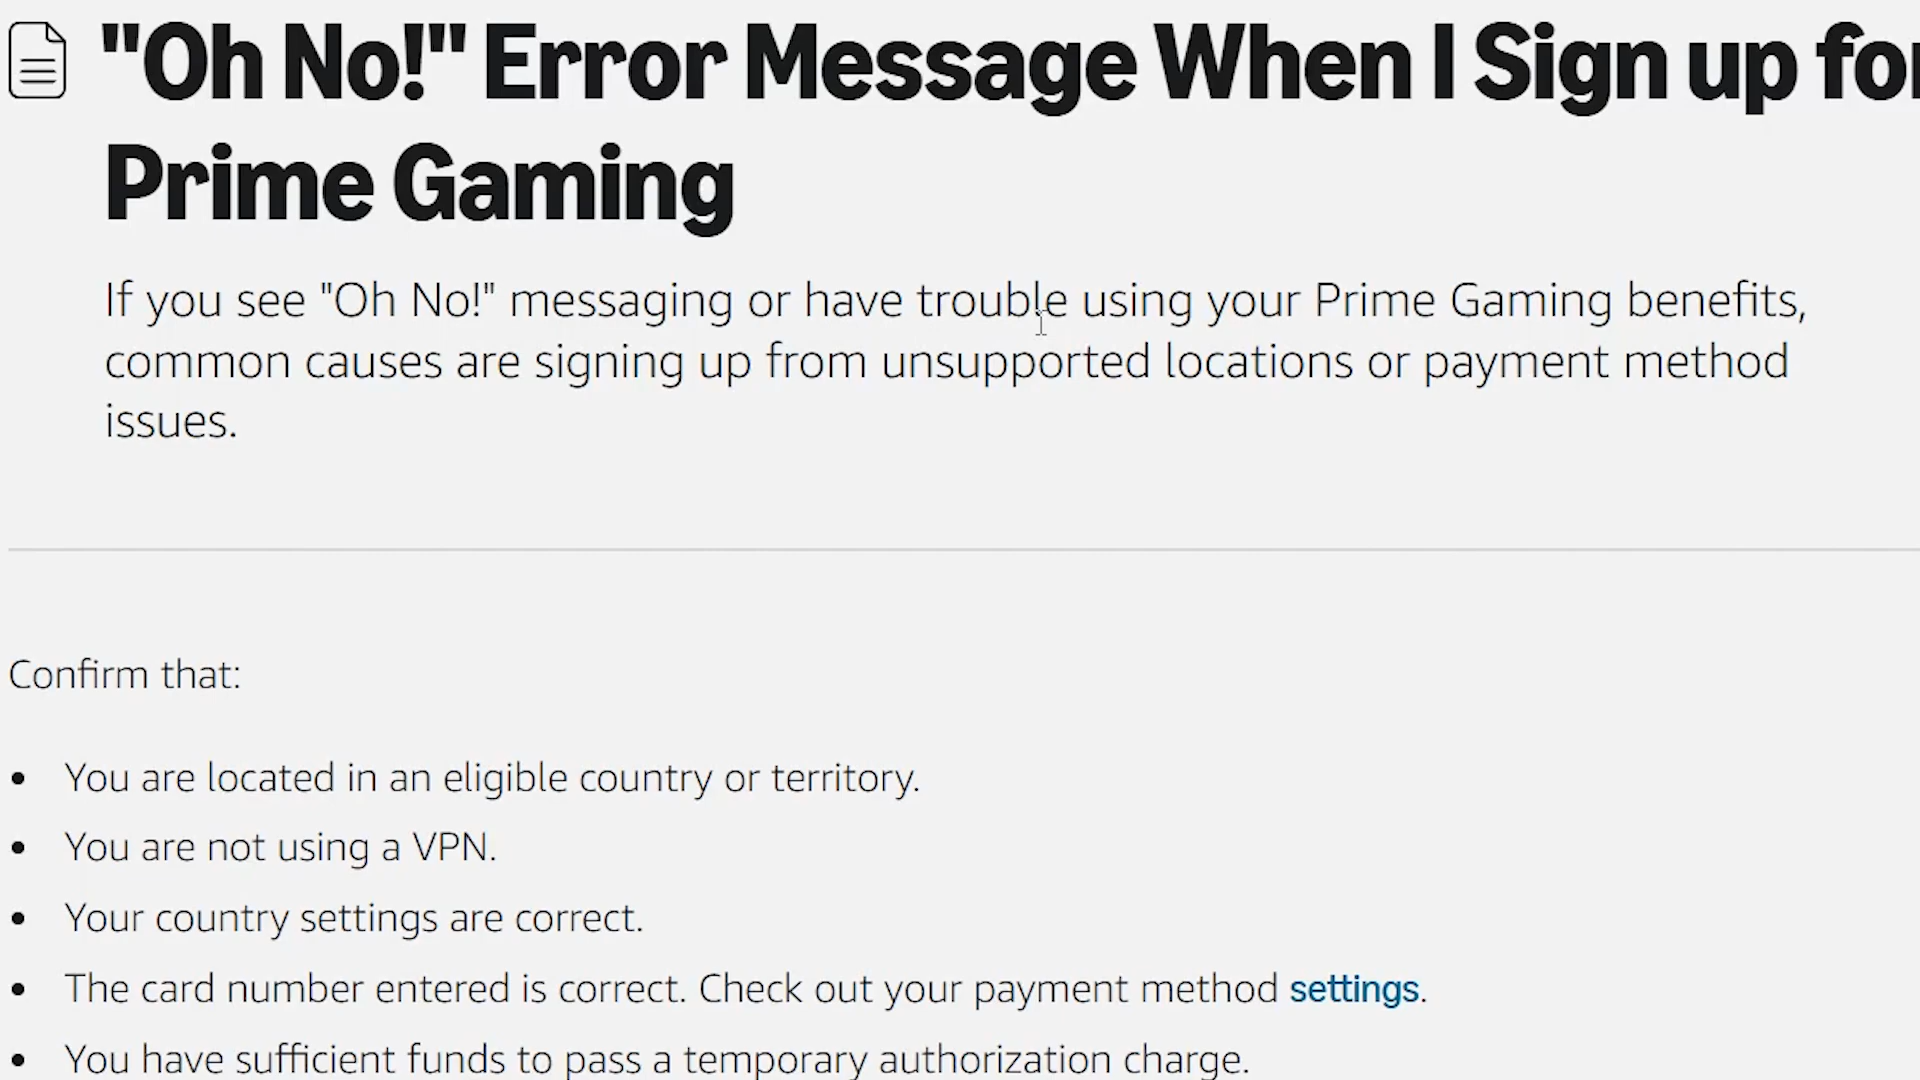 "Oh No!" Error Message When I Sign up for
Prime Gaming
If you see "Oh No!" messaging or have trouble using your Prime Gaming benefits,
common causes are signing up from unsupported locations or payment method
issues.
Confirm that:
• You are located in an eligible country or territory.
• You are not using a VPN.
• Your country settings are correct.
• The card number entered is correct. Check out your payment method settings.
• You have sufficient funds to pass a temporary authorization charge.